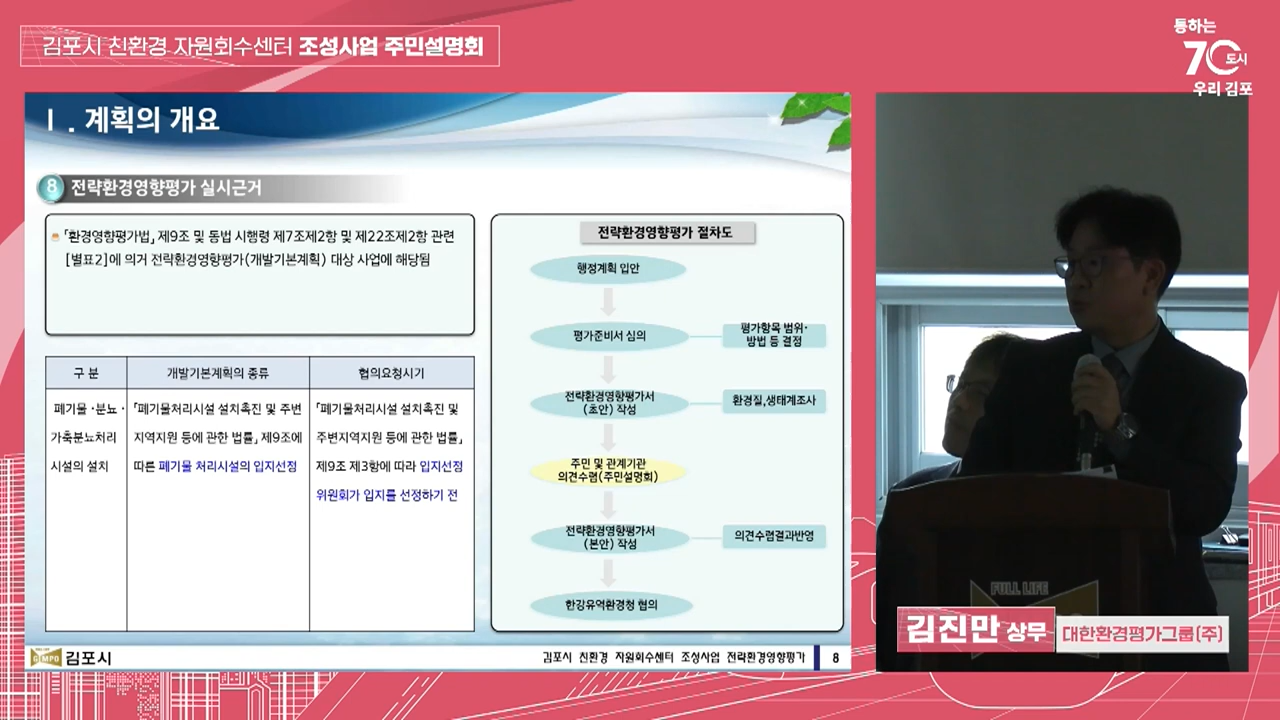 김포시 친환경 자원회수센터 조성사업 주민설명회
통하는
70도시
우리 김포
Ⅰ. 계획의 개요
8 전략환경영향평가 실시근거
「환경영향평가법」 제9조 및 동법 시행령 제7조제2항 및 제22조제2항 관련
[별표2]에 의거 전략환경영향평가(개발기본계획) 대상 사업에 해당됨
구 분
개발기본계획의 종류
협의요청시기
폐기물·분뇨·
가축분뇨처리
시설의 설치
「폐기물처리시설 설치촉진 및 주변
지역지원 등에 관한 법률」 제9조에
따른 폐기물 처리시설의 입지선정
「폐기물처리시설 설치촉진 및
주변지역지원 등에 관한 법률」
제9조 제3항에 따라 입지선정
위원회가 입지를 선정하기 전
전략환경영향평가 절차도
행정계획 입안
평가준비서 심의
평가항목 범위·
방법 등 결정
전략환경영향평가서
(초안) 작성
환경질,생태계조사
주민 및 관계기관
의견수렴(주민설명회)
전략환경영향평가서
(본안) 작성
의견수렴결과반영
한강유역환경청 협의
GIMPO 김포시
김포시 친환경 자원회수센터 조성사업 전략환경영향평가
8
FULL LIFE
김진만 상무
대한환경평가그룹(주)